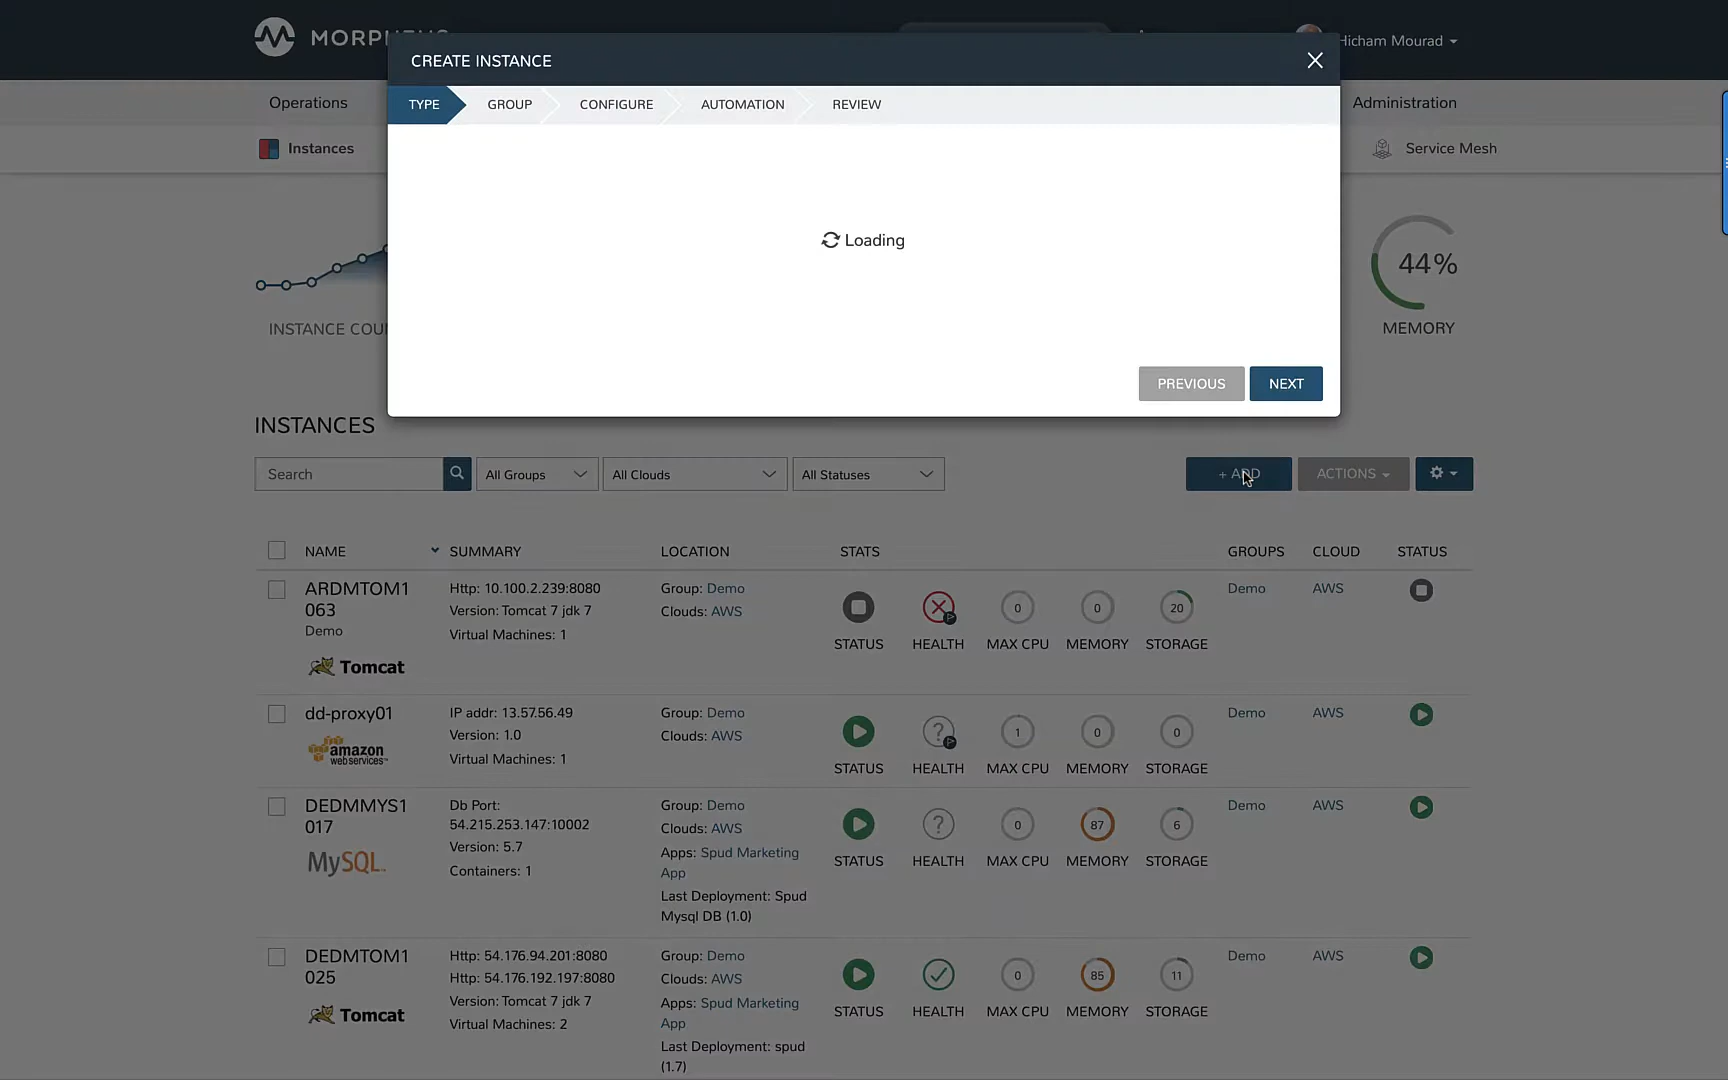 MORPHEUS
Hicham Mourad
CREATE INSTANCE
TYPE
GROUP
CONFIGURE
AUTOMATION
REVIEW
Operations
Administration
Instances
Service Mesh
Loading
44%
INSTANCE COU
MEMORY
PREVIOUS
NEXT
INSTANCES
Search
All Groups
All Clouds
All Statuses
+ ADD
ACTIONS
NAME
SUMMARY
LOCATION
STATS
GROUPS
CLOUD
STATUS
ARDMTOM1
063
Demo
Tomcat
Http: 10.100.2.239:8080
Version: Tomcat 7 jdk 7
Virtual Machines: 1
Group: Demo
Clouds: AWS
STATUS
HEALTH
0
MAX CPU
0
MEMORY
20
STORAGE
Demo
AWS
dd-proxy01
amazon
web services™
IP addr: 13.57.56.49
Version: 1.0
Virtual Machines: 1
Group: Demo
Clouds: AWS
STATUS
?
HEALTH
1
MAX CPU
0
MEMORY
0
STORAGE
Demo
AWS
DEDMMYS1
017
MySQL
Db Port:
54.215.253.147:10002
Version: 5.7
Containers: 1
Group: Demo
Clouds: AWS
Apps: Spud Marketing
App
Last Deployment: Spud
Mysql DB (1.0)
STATUS
?
HEALTH
0
MAX CPU
87
MEMORY
6
STORAGE
Demo
AWS
DEDMTOM1
025
Tomcat
Http: 54.176.94.201:8080
Http: 54.176.192.197:8080
Version: Tomcat 7 jdk 7
Virtual Machines: 2
Group: Demo
Clouds: AWS
Apps: Spud Marketing
App
Last Deployment: spud
(1.7)
STATUS
HEALTH
0
MAX CPU
85
MEMORY
11
STORAGE
Demo
AWS